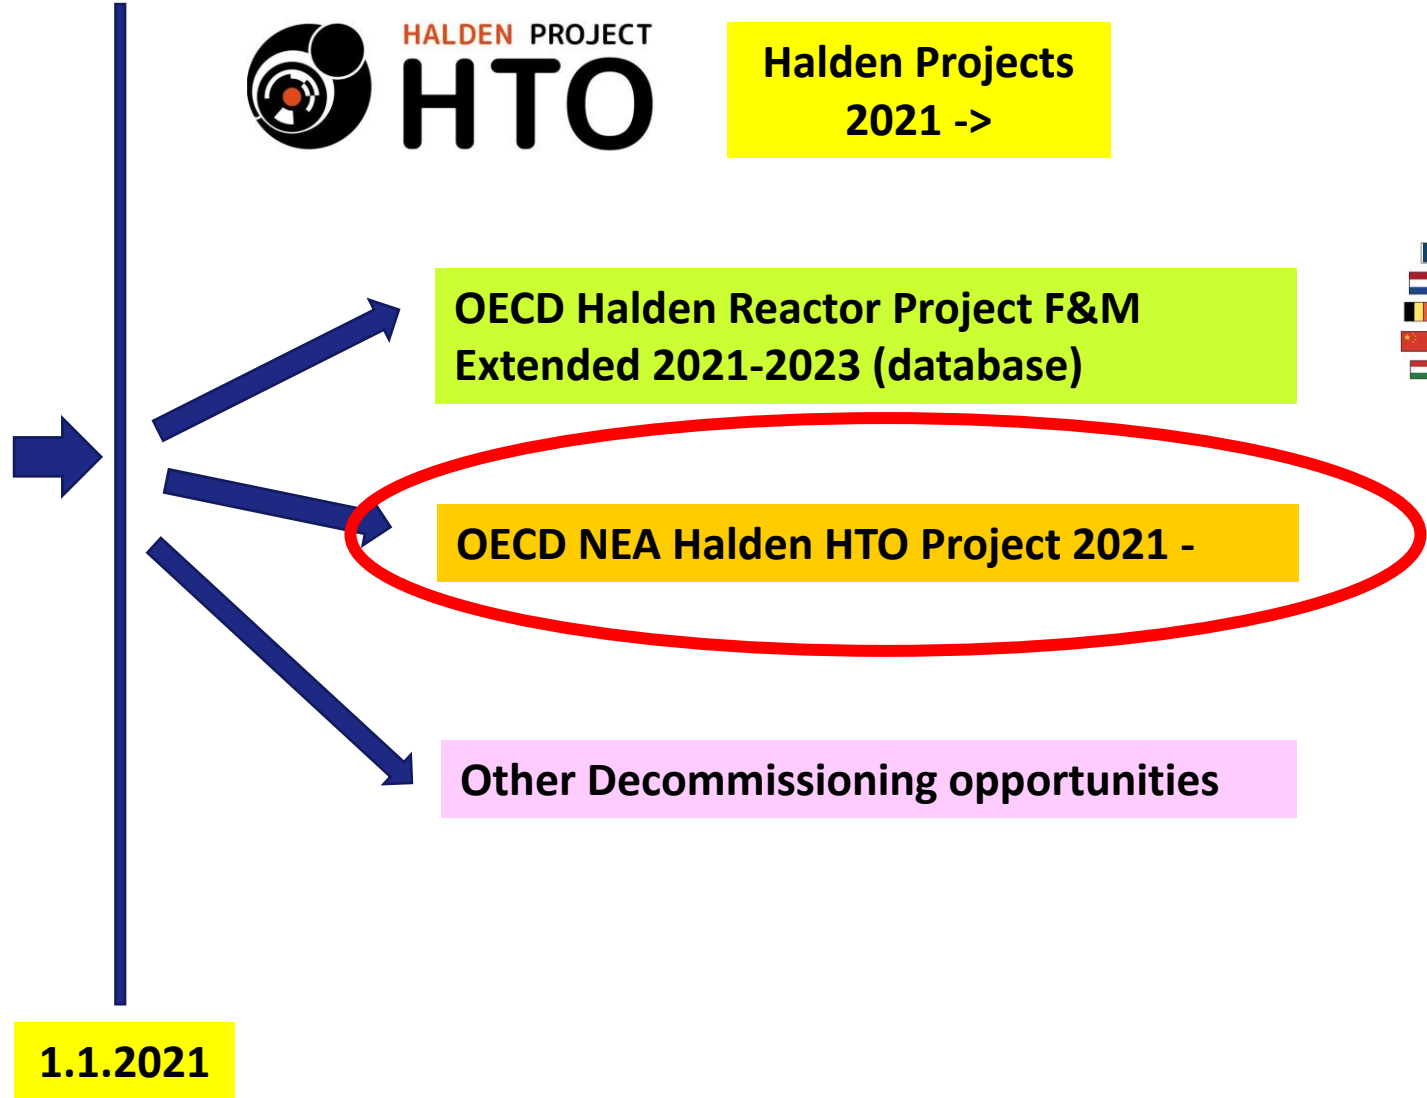 HALDEN PROJECT
HTO
Halden Projects
2021 ->
OECD Halden Reactor Project F&M
Extended 2021-2023 (database)
OECD NEA Halden HTO Project 2021 -
Other Decommissioning opportunities
1.1.2021